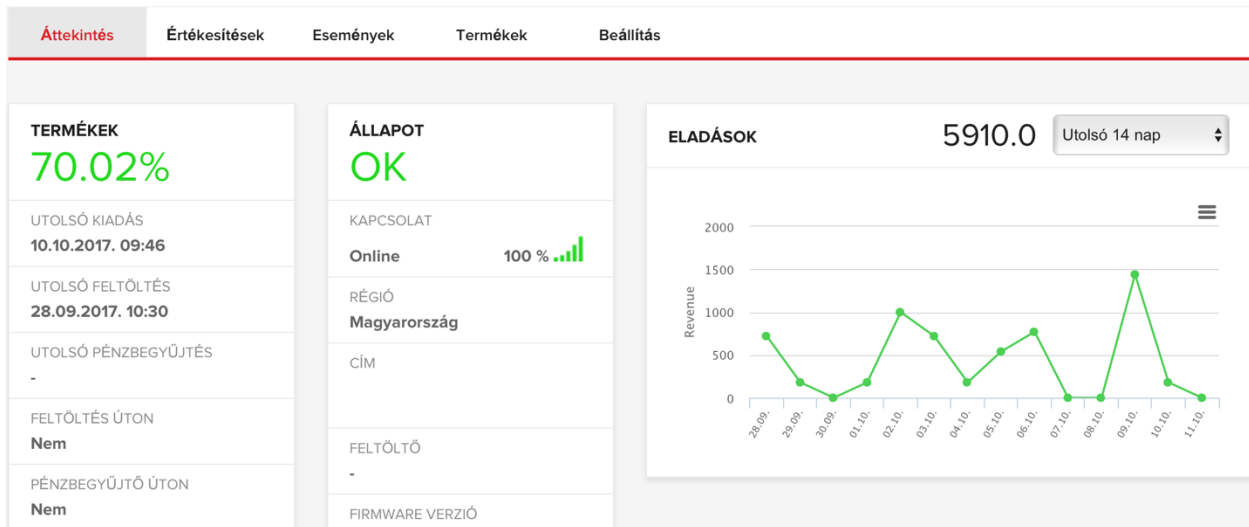 Áttekintés Értékesítések Események Termékek Beállítás
TERMÉKEK
70.02%
UTOLSÓ KIADÁS
10.10.2017. 09:46
UTOLSÓ FELTÖLTÉS
28.09.2017. 10:30
UTOLSÓ PÉNZBEGYŰJTÉS
-
FELTÖLTÉS ÚTON
Nem
PÉNZBEGYŰJTŐ ÚTON
Nem
ÁLLAPOT
OK
KAPCSOLAT
Online 100 %
RÉGIÓ
Magyarország
CÍM
FELTÖLTŐ
-
FIRMWARE VERZIÓ
ELADÁSOK 5910.0 Utolsó 14 nap
Revenue
2000
1500
1000
500
0
28.09. 29.09. 30.09. 01.10. 02.10. 03.10. 04.10. 05.10. 06.10. 07.10. 08.10. 09.10. 10.10. 11.10.